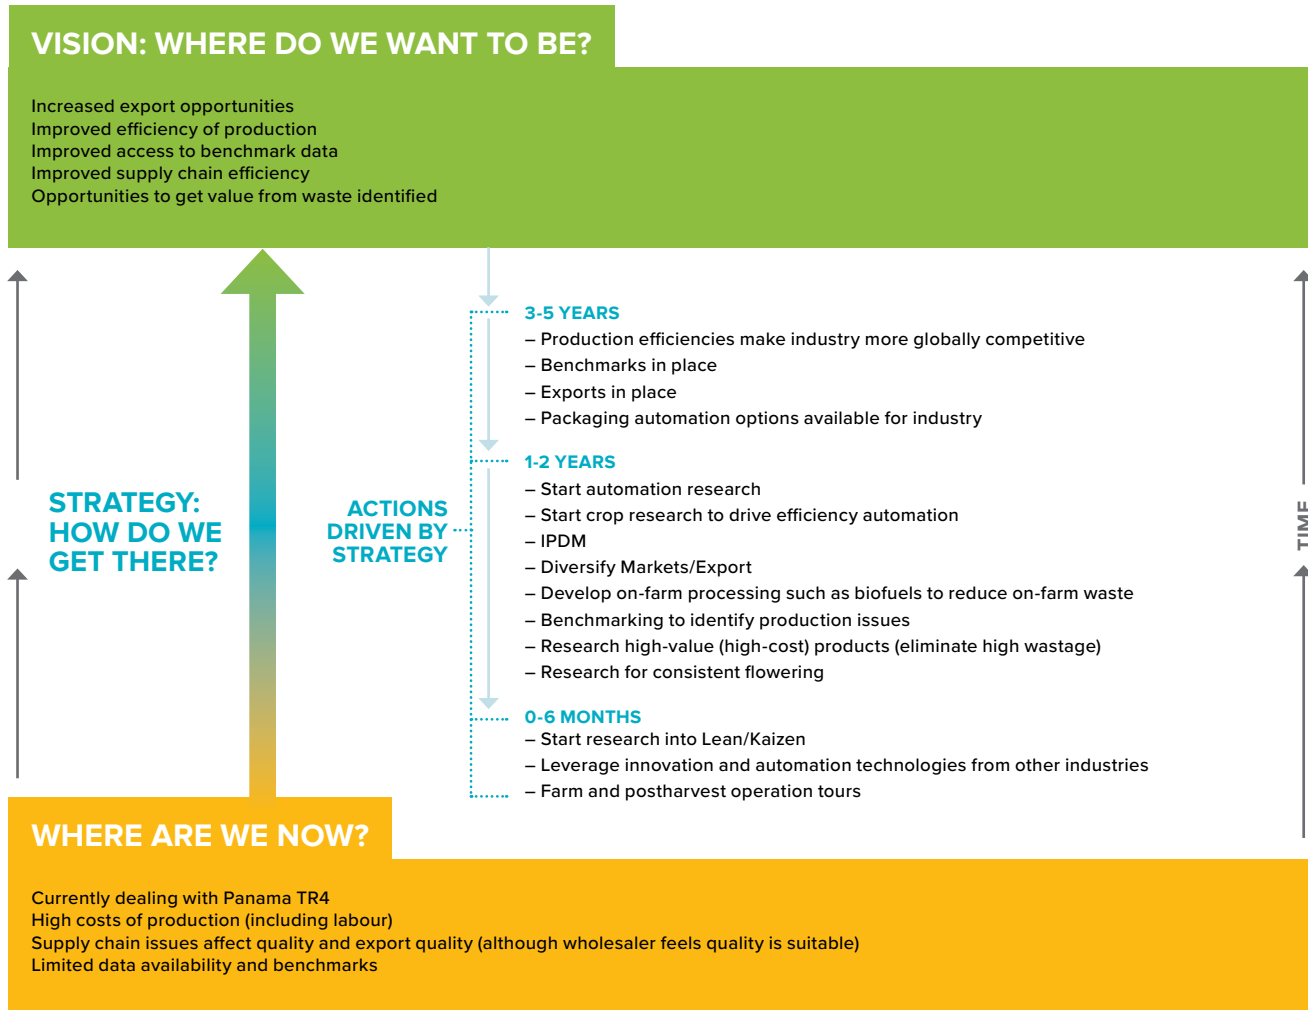 VISION: WHERE DO WE WANT TO BE?
Increased export opportunities
Improved efficiency of production
Improved access to benchmark data
Improved supply chain efficiency
Opportunities to get value from waste identified
STRATEGY:
HOW DO WE
GET THERE?
ACTIONS
DRIVEN BY
STRATEGY
3-5 YEARS
– Production efficiencies make industry more globally competitive
– Benchmarks in place
– Exports in place
– Packaging automation options available for industry
1-2 YEARS
– Start automation research
– Start crop research to drive efficiency automation
– IPDM
– Diversify Markets/Export
– Develop on-farm processing such as biofuels to reduce on-farm waste
– Benchmarking to identify production issues
– Research high-value (high-cost) products (eliminate high wastage)
– Research for consistent flowering
0-6 MONTHS
– Start research into Lean/Kaizen
– Leverage innovation and automation technologies from other industries
– Farm and postharvest operation tours
TIME
WHERE ARE WE NOW?
Currently dealing with Panama TR4
High costs of production (including labour)
Supply chain issues affect quality and export quality (although wholesaler feels quality is suitable)
Limited data availability and benchmarks